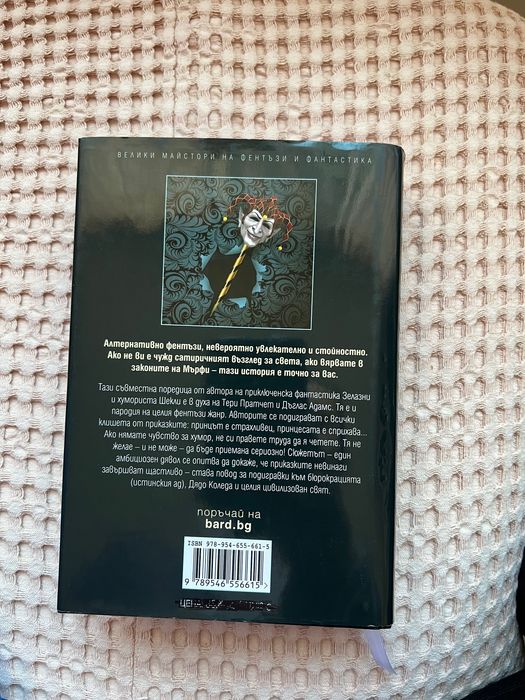 ВЕЛИКИ МАЙСТОРИ НА ФЕНТЪЗИ И ФАНТАСТИКА
Алтернативно фентъзи, невероятно увлекателно и стойностно.
Ако не ви е чужд сатиричният възглед за света, ако вярвате в
законите на Мърфи – тази история е точно за вас.
Тази съвместна поредица от автора на приключенска фантастика Зелазни
и хумориста Шекли е в духа на Тери Пратчет и Дъглас Адамс. Тя е и
пародия на целия фентъзи жанр. Авторите се подиграват с всички
клишета от приказките: принцът е страхливец, принцесата е сприхава...
Ако нямате чувство за хумор, не си правете труда да я четете. Тя не
желае – и не може – да бъде приемана сериозно! Сюжетът – един
амбициозен дявол се опитва да докаже, че приказките невинаги
завършват щастливо – става повод за подигравки към бюрокрацията
(истинския ад), Дядо Коледа и целия цивилизован свят.
поръчай на
bard.bg
ISBN 978-954-655-661-5
9 789546 556615>
ЦЕНА: